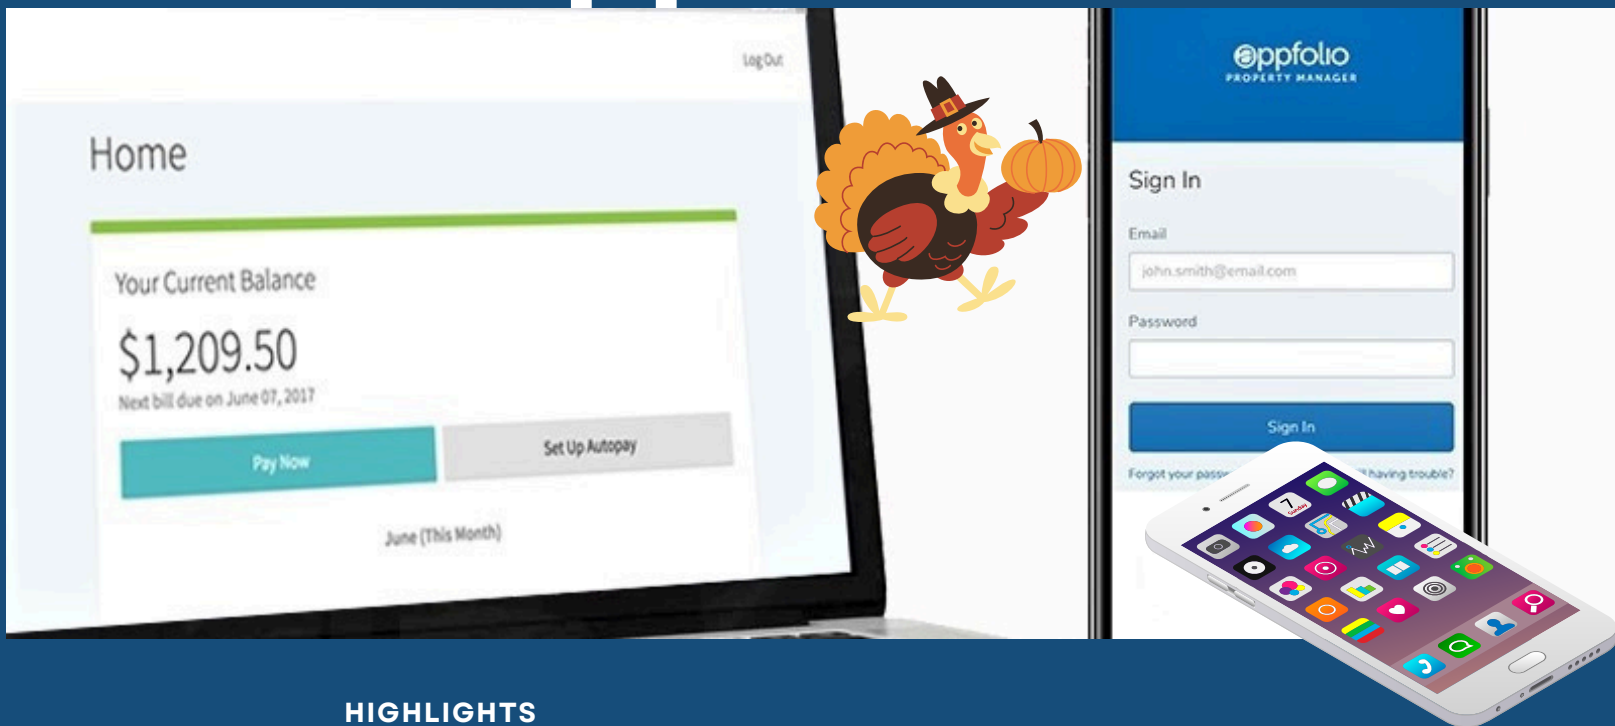 Log Out
Home
Your Current Balance
$1,209.50
Next bill due on June 07, 2017
Pay Now
Set Up Autopay
June (This Month)
appfolio
PROPERTY MANAGER
Sign In
Email
john.smith@email.com
Password
Sign In
Forgot your having trouble?
7
Sunday
HIGHLIGHTS